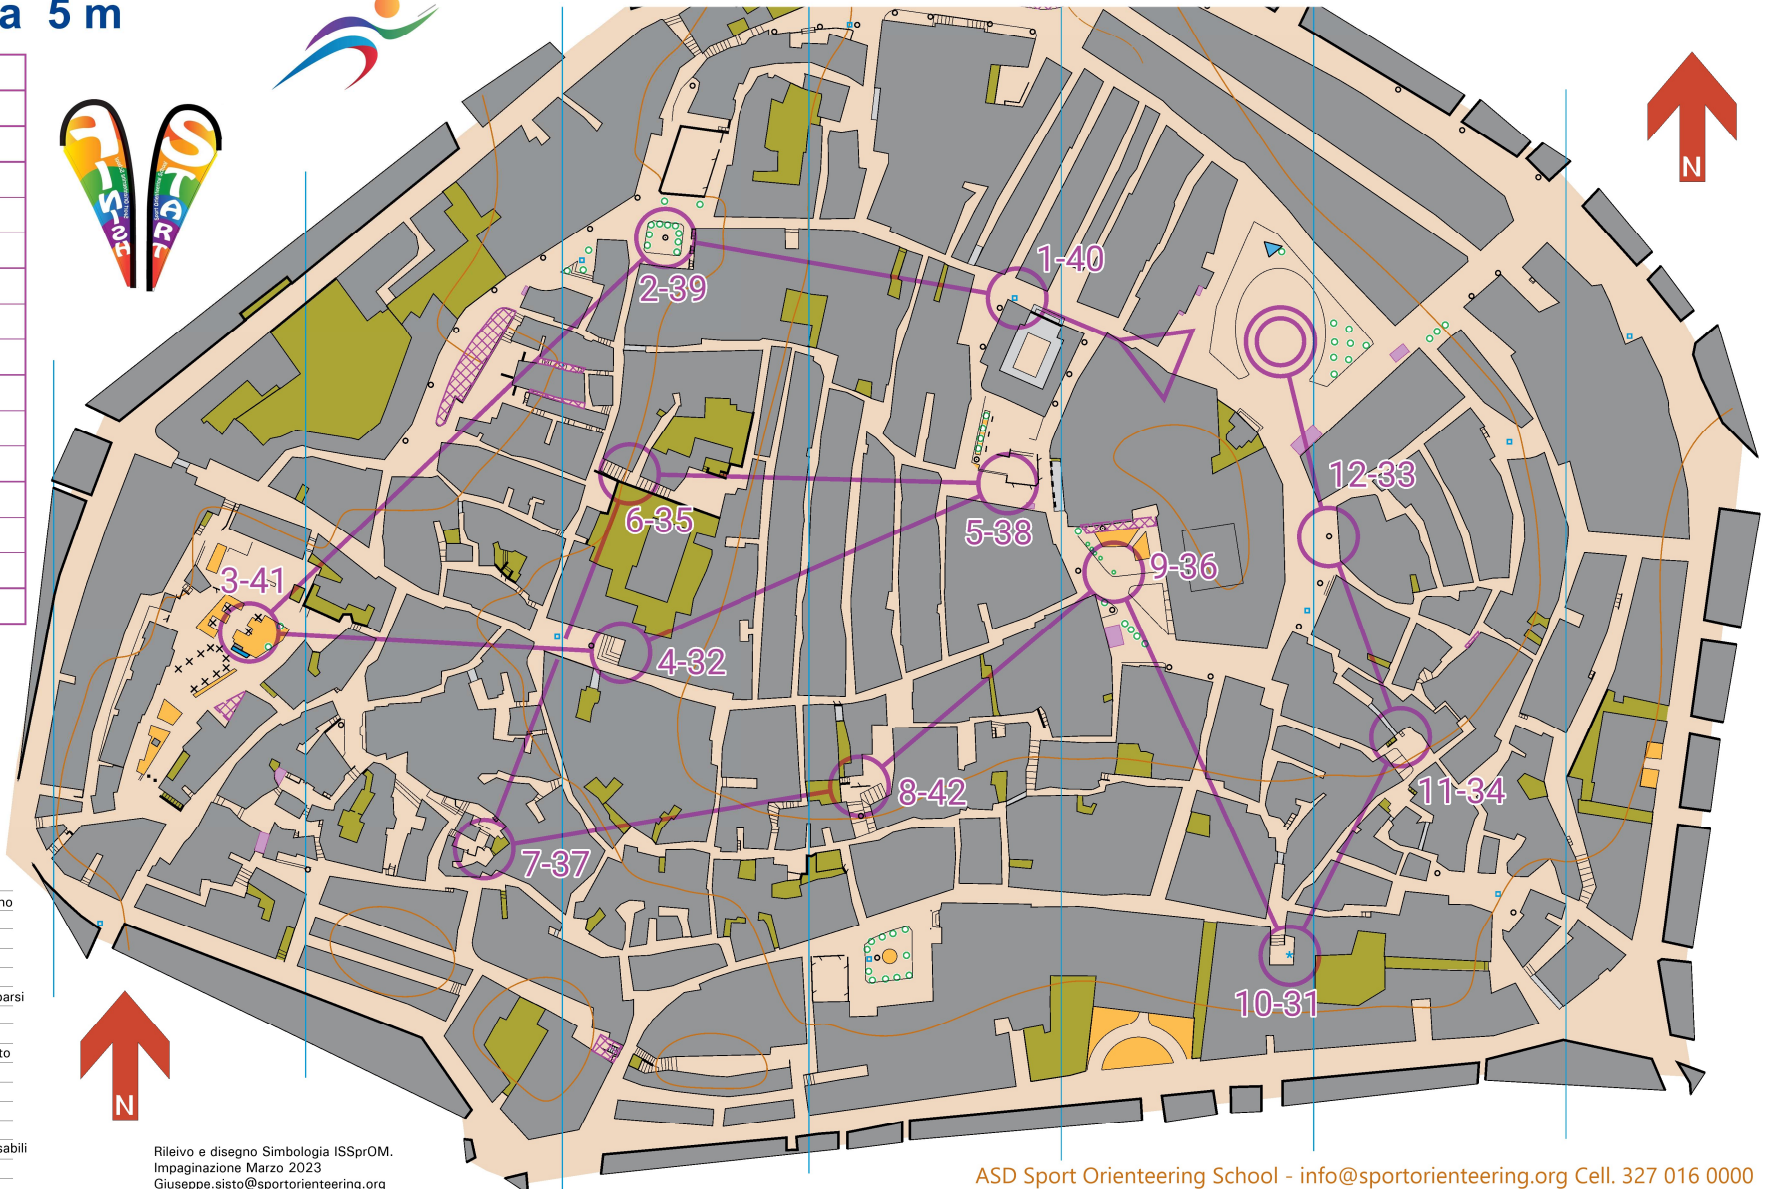 a 5 m
FINISH
START
N
1-40
2-39
12-33
6-35
5-38
9-36
3-41
4-32
8-42
11-34
7-37
10-31
no
parsi
to
sabili
N
Rileivo e disegno Simbologia ISSprOM.
Impaginazione Marzo 2023
Giuseppe.sisto@sportorienteering.org
ASD Sport Orienteering School - info@sportorienteering.org Cell. 327 016 0000